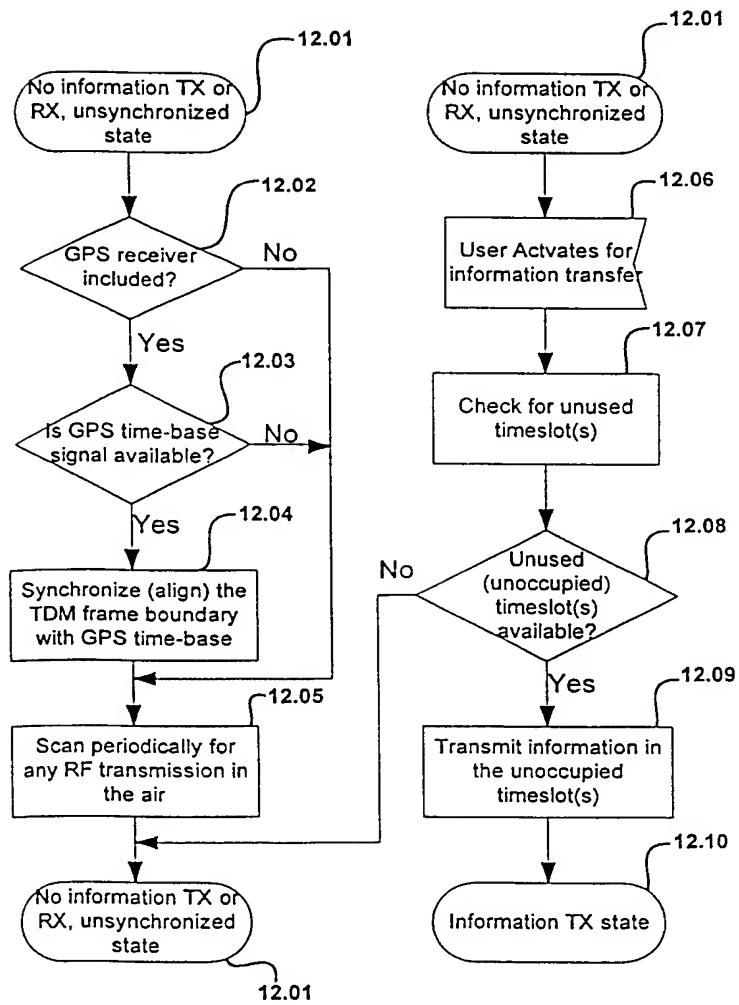 12.01
No information TX or
RX, unsynchronized
state
12.02
GPS receiver
included?
No
Yes
12.03
Is GPS time-base
signal available?
No
Yes
12.04
Synchronize (align) the
TDM frame boundary
with GPS time-base
12.05
Scan periodically for
any RF transmission in
the air
No information TX or
RX, unsynchronized
state
12.01
12.01
No information TX or
RX, unsynchronized
state
12.06
User Actvates for
information transfer
12.07
Check for unused
timeslot(s)
12.08
Unused
(unoccupied)
timeslot(s)
available?
No
Yes
12.09
Transmit information in
the unoccupied
timeslot(s)
12.10
Information TX state